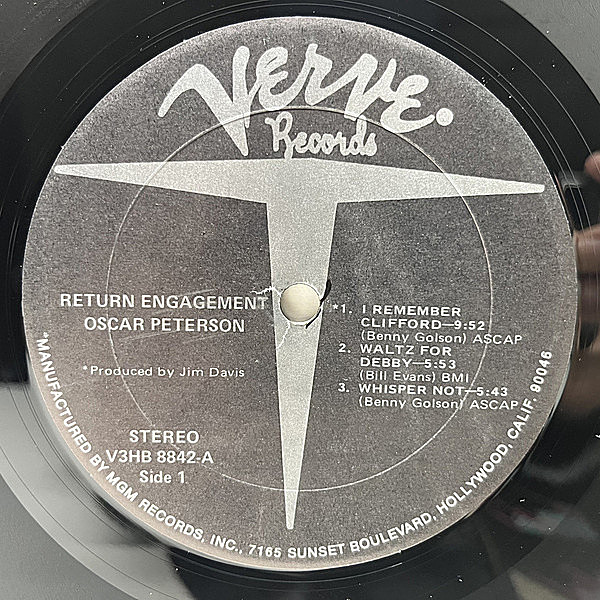 Verve
Records
RETURN ENGAGEMENT
OSCAR PETERSON
*Produced by Jim Davis
STEREO
V3HB 8842-A
Side 1
*1. I REMEMBER
CLIFFORD—9:52
(Benny Golson) ASCAP
2. WALTZ FOR
DEBBY—5:53
(Bill Evans) BMI
3. WHISPER NOT—5:43
(Benny Golson) ASCAP
*MANUFACTURED BY MGM RECORDS, INC., 7165 SUNSET BOULEVARD, HOLLYWOOD, CALIF. 90046